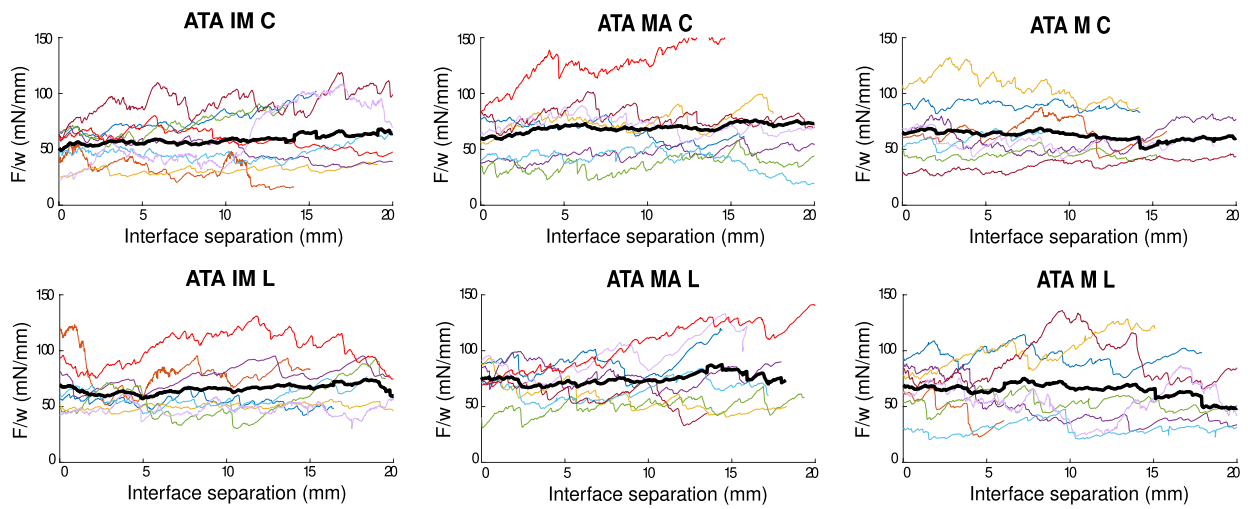 ATA IM C
ATA MA C
ATA M C
150
100
50
0
F/w (mN/mm)
0 5 10 15 20
Interface separation (mm)
150
100
50
0
F/w (mN/mm)
0 5 10 15 20
Interface separation (mm)
150
100
50
0
F/w (mN/mm)
0 5 10 15 20
Interface separation (mm)
ATA IM L
ATA MA L
ATA M L
150
100
50
0
F/w (mN/mm)
0 5 10 15 20
Interface separation (mm)
150
100
50
0
F/w (mN/mm)
0 5 10 15 20
Interface separation (mm)
150
100
50
0
F/w (mN/mm)
0 5 10 15 20
Interface separation (mm)